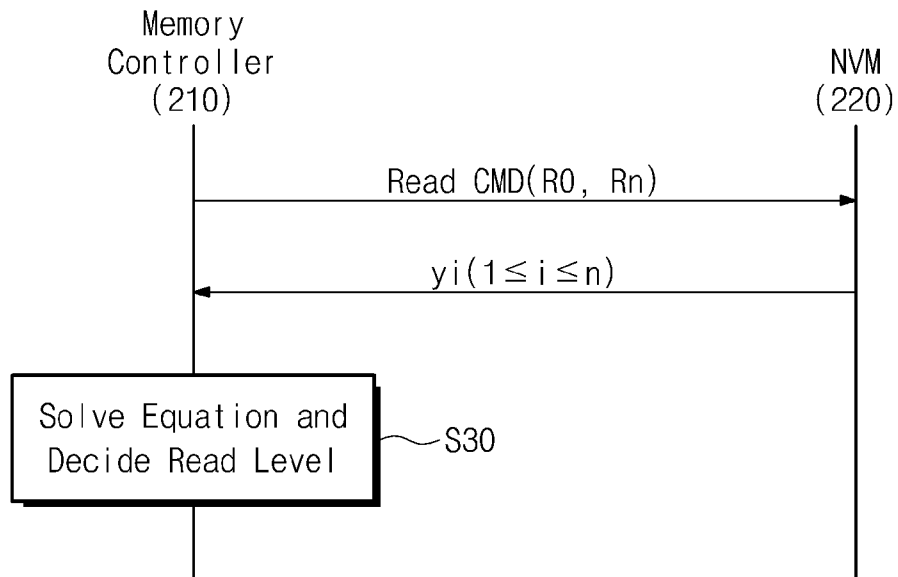 Memory
Controller
(210)
NVM
(220)
Read CMD(R0, Rn)
yi(1≤i≤n)
Solve Equation and
Decide Read Level
S30